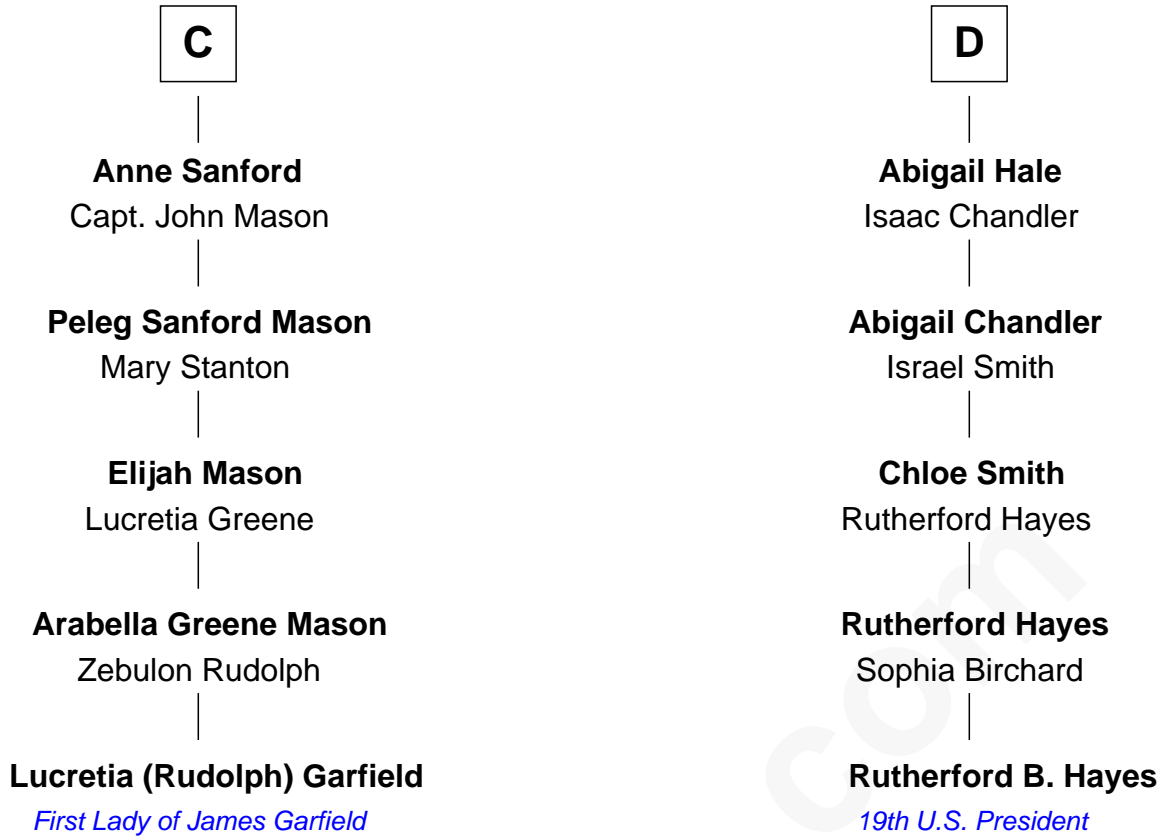 C
Anne Sanford
Capt. John Mason
Peleg Sanford Mason
Mary Stanton
Elijah Mason
Lucretia Greene
Arabella Greene Mason
Zebulon Rudolph
Lucretia (Rudolph) Garfield
First Lady of James Garfield
D
Abigail Hale
Isaac Chandler
Abigail Chandler
Israel Smith
Chloe Smith
Rutherford Hayes
Rutherford Hayes
Sophia Birchard
Rutherford B. Hayes
19th U.S. President
com